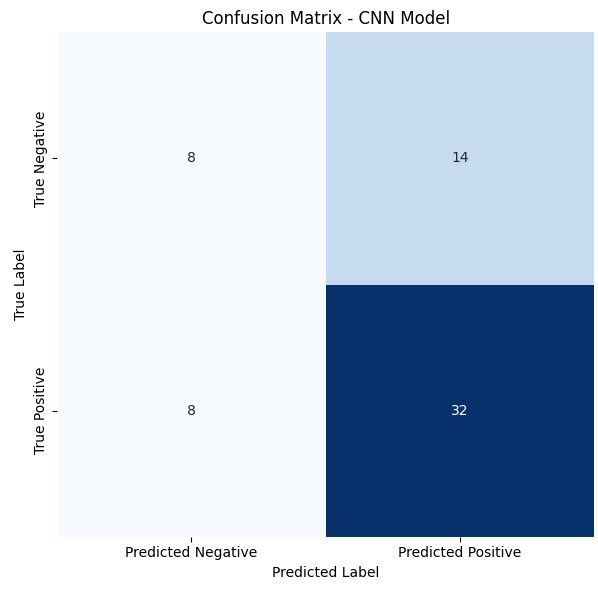 Confusion Matrix - CNN Model
True Label
True Negative
8
14
True Positive
8
32
Predicted Negative
Predicted Positive
Predicted Label